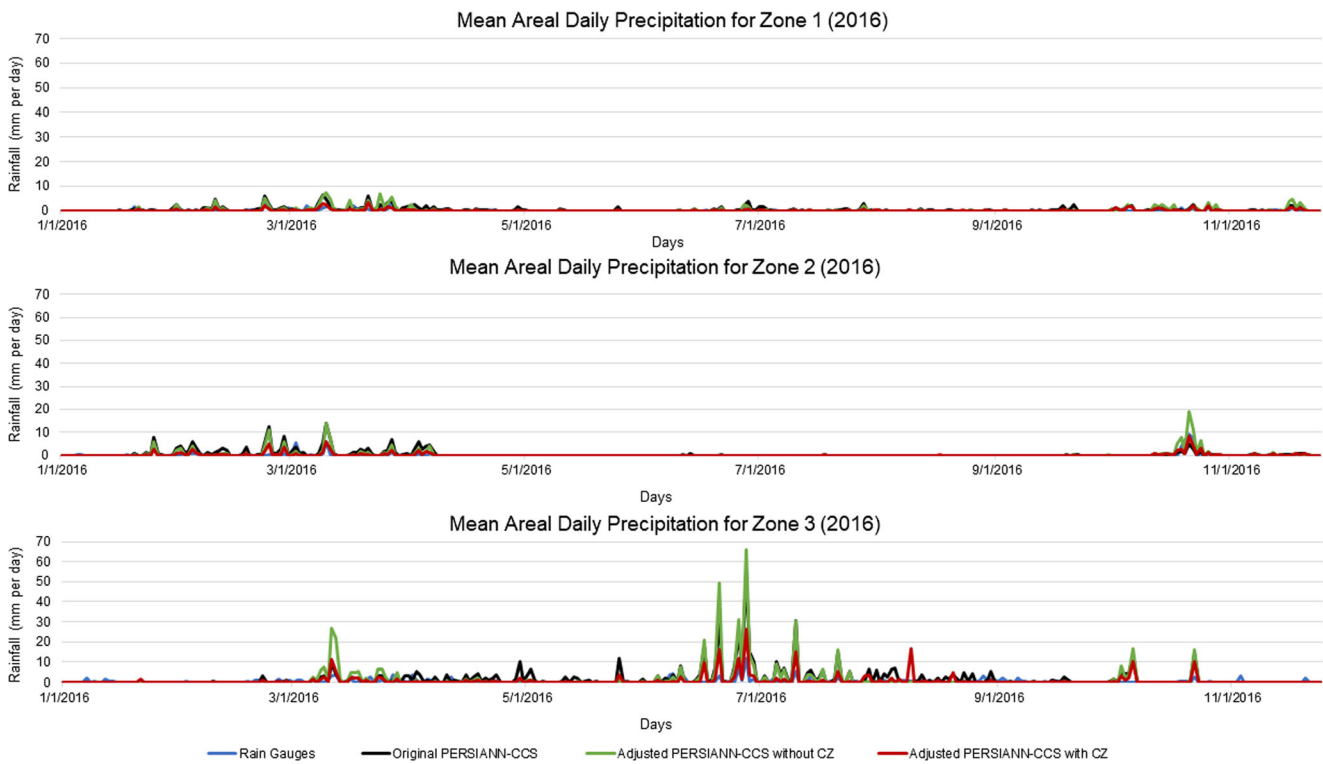 Mean Areal Daily Precipitation for Zone 1 (2016)
Rainfall (mm per day)
70
60
50
40
30
20
10
0
1/1/2016 3/1/2016 5/1/2016 7/1/2016 9/1/2016 11/1/2016
Days
Mean Areal Daily Precipitation for Zone 2 (2016)
Rainfall (mm per day)
70
60
50
40
30
20
10
0
1/1/2016 3/1/2016 5/1/2016 7/1/2016 9/1/2016 11/1/2016
Days
Mean Areal Daily Precipitation for Zone 3 (2016)
Rainfall (mm per day)
70
60
50
40
30
20
10
0
1/1/2016 3/1/2016 5/1/2016 7/1/2016 9/1/2016 11/1/2016
Days
Rain Gauges Original PERSIANN-CCS Adjusted PERSIANN-CCS without CZ Adjusted PERSIANN-CCS with CZ